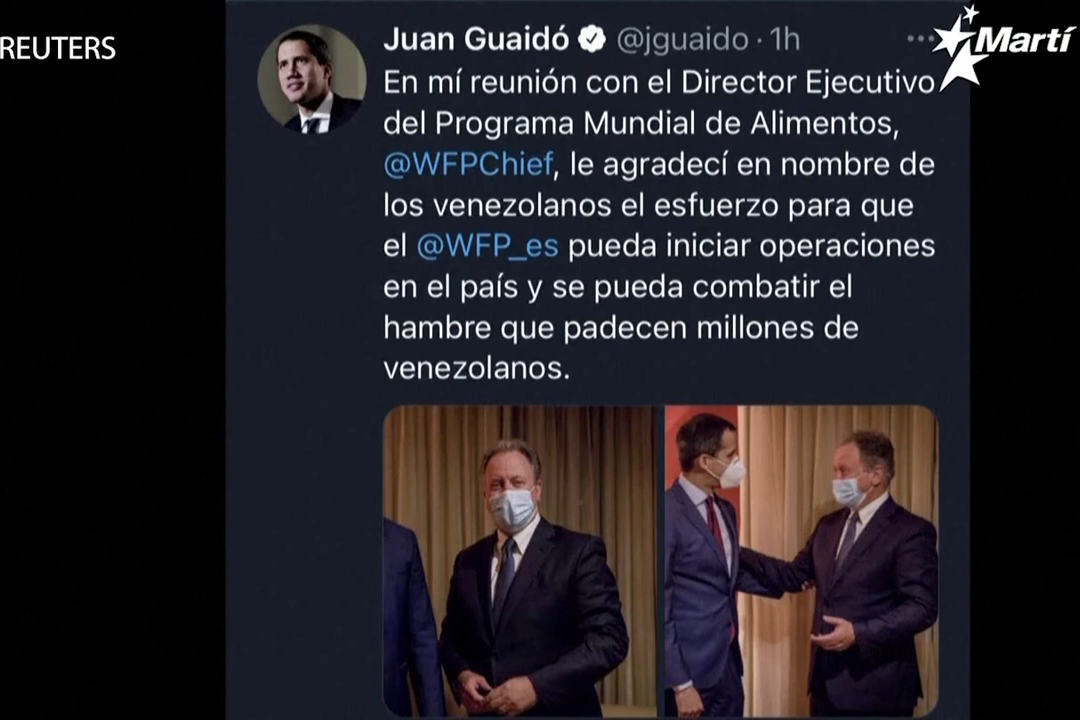 REUTERS
Martí
Juan Guaidó @jguaido · 1h
En mí reunión con el Director Ejecutivo
del Programa Mundial de Alimentos,
@WFPChief, le agradecí en nombre de
los venezolanos el esfuerzo para que
el @WFP_es pueda iniciar operaciones
en el país y se pueda combatir el
hambre que padecen millones de
venezolanos.